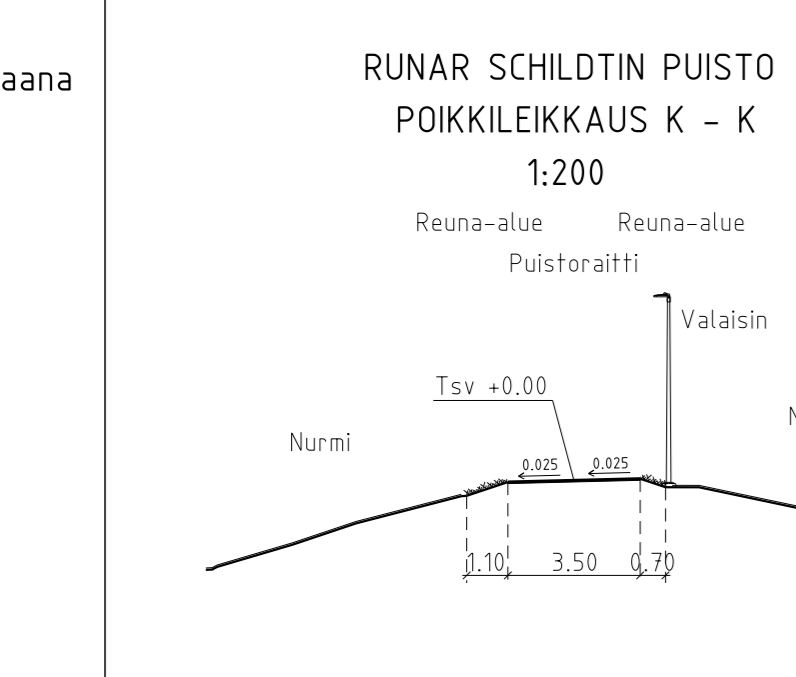 aana
RUNAR SCHILDTIN PUISTO
POIKKILEIKKAUS K - K
1:200
Reuna-alue Reuna-alue
Puistoraitti
Valaisin
Tsv +0.00
Nurmi
0.025 0.025
1.10 3.50 0.70